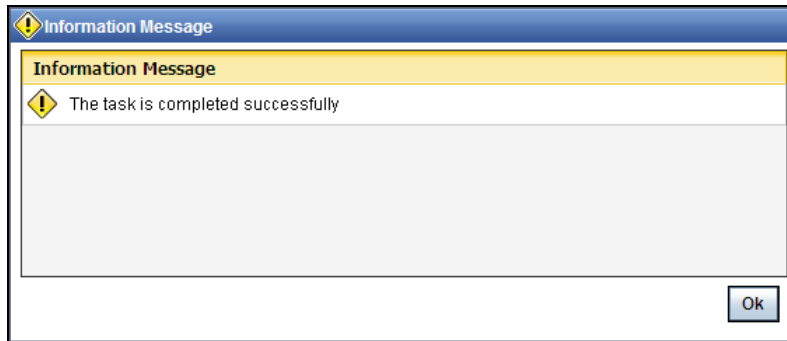 Information Message
Information Message
The task is completed successfully
Ok